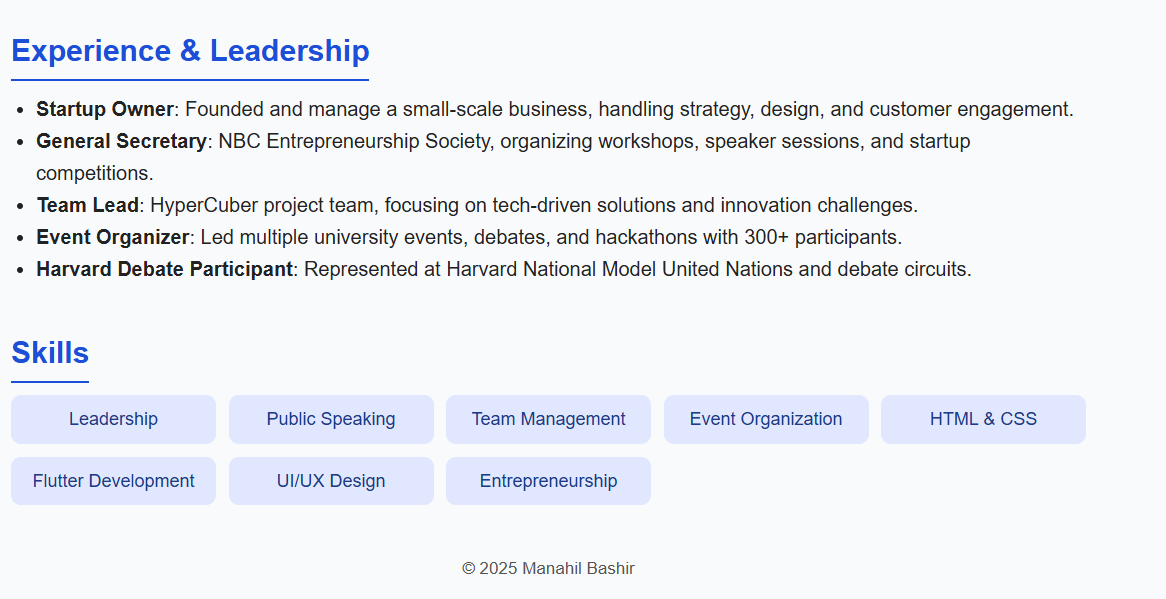 Experience & Leadership
• Startup Owner: Founded and manage a small-scale business, handling strategy, design, and customer engagement.
• General Secretary: NBC Entrepreneurship Society, organizing workshops, speaker sessions, and startup
competitions.
• Team Lead: HyperCuber project team, focusing on tech-driven solutions and innovation challenges.
• Event Organizer: Led multiple university events, debates, and hackathons with 300+ participants.
• Harvard Debate Participant: Represented at Harvard National Model United Nations and debate circuits.
Skills
Leadership Public Speaking Team Management Event Organization HTML & CSS
Flutter Development UI/UX Design Entrepreneurship
© 2025 Manahil Bashir